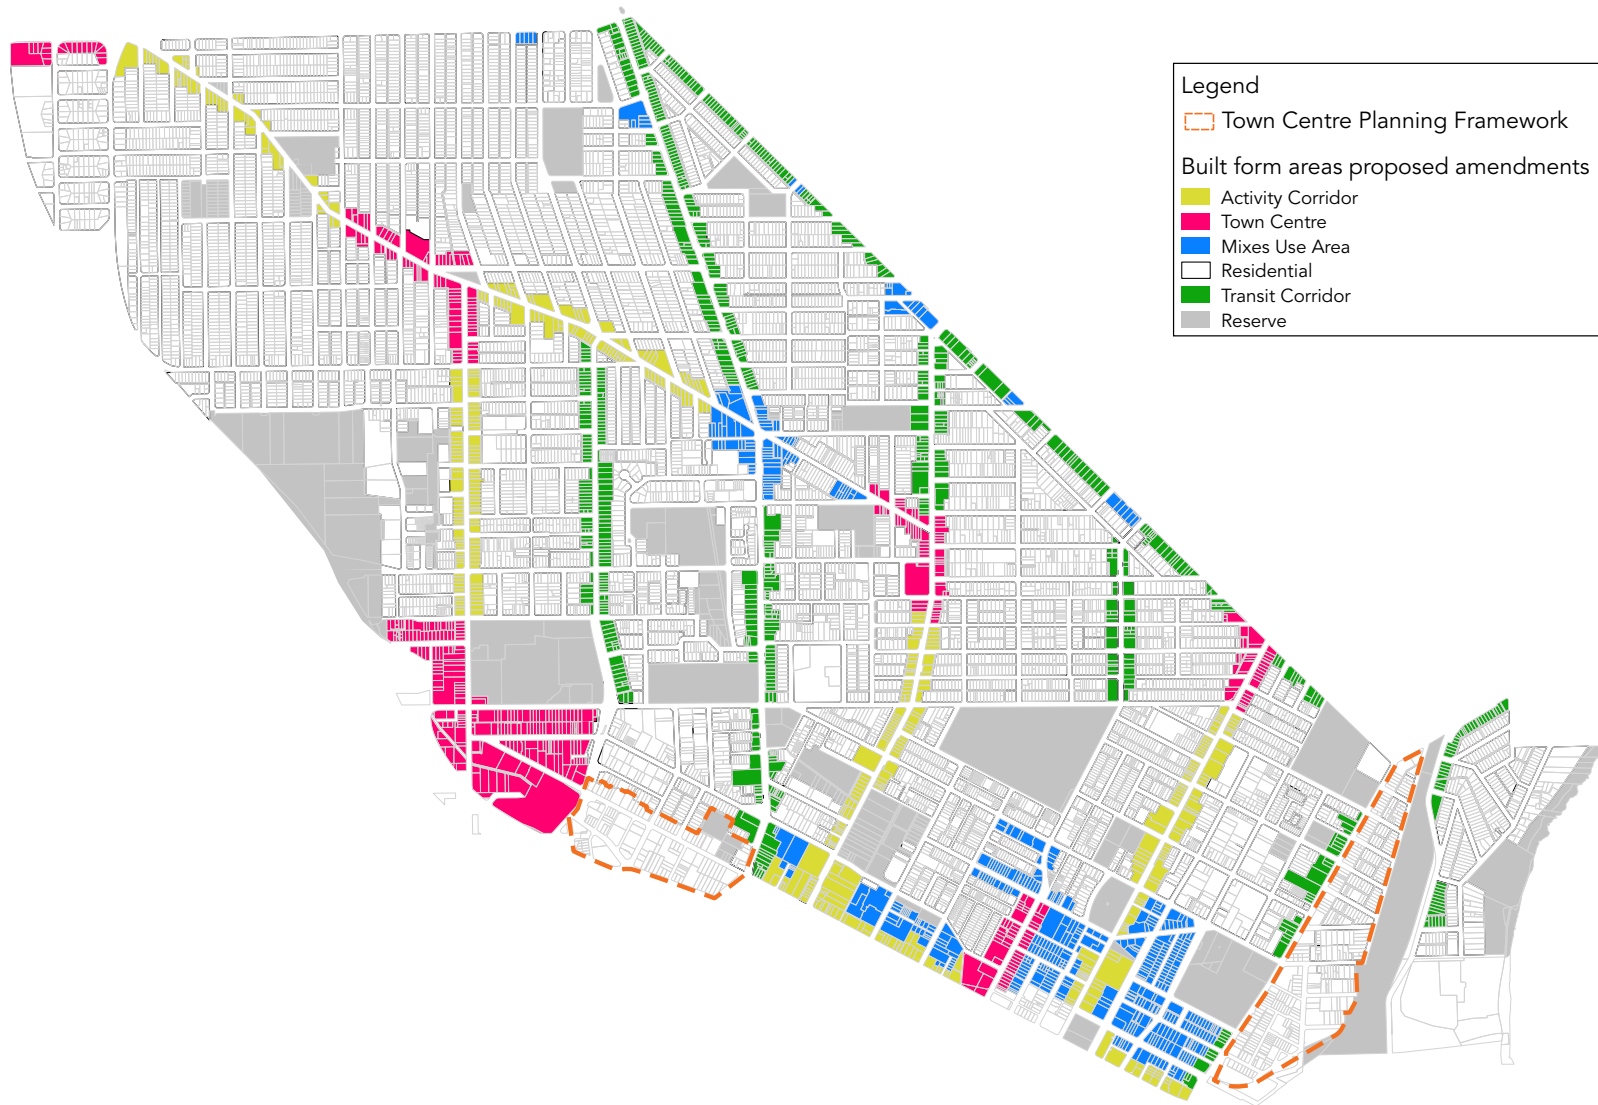 Legend
Town Centre Planning Framework
Built form areas proposed amendments
Activity Corridor
Town Centre
Mixes Use Area
Residential
Transit Corridor
Reserve